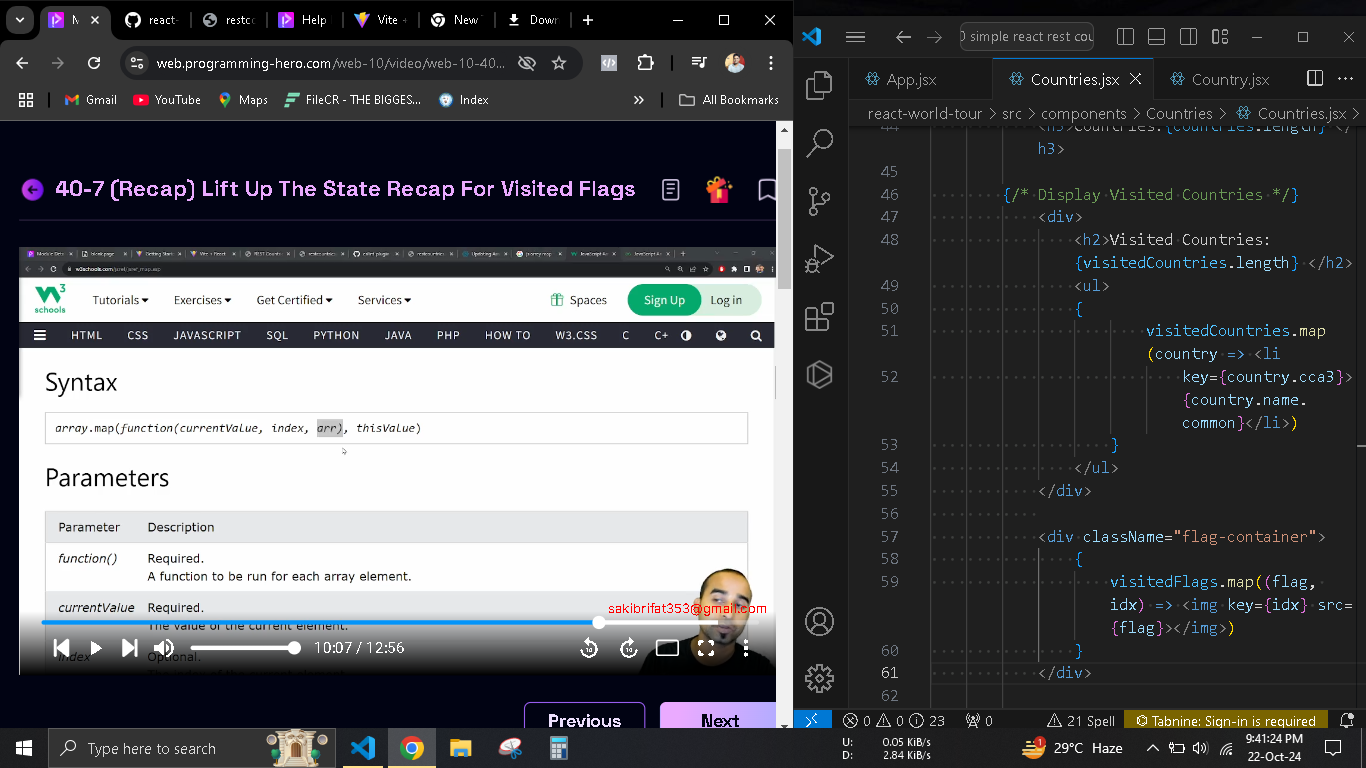 M
react-
restco
Help
Vite +
New T
Down
web.programming-hero.com/web-10/video/web-10-40...
Gmail
YouTube
Maps
FileCR - THE BIGGES...
Index
»
All Bookmarks
40-7 (Recap) Lift Up The State Recap For Visited Flags
w3schools.com/jsref/jsref_map.asp
W3
schools
Tutorials
Exercises
Get Certified
Services
Spaces
Sign Up
Log in
HTML
CSS
JAVASCRIPT
SQL
PYTHON
JAVA
PHP
HOW TO
W3.CSS
C
C+
Syntax
array.map(function(currentValue, index, arr), thisValue)
Parameters
Parameter Description
function() Required.
A function to be run for each array element.
currentValue Required.
The value of the current element.
index Optional.
sakibrifat353@gmail.com
10:07 / 12:56
Previous
Next
simple react rest cou
App.jsx
Countries.jsx
Country.jsx
react-world-tour > src > components > Countries > Countries.jsx >
44 <h3>Countries:{countries.length} </
h3>
45
46 {/* Display Visited Countries */}
47 <div>
48 <h2>Visited Countries:
{visitedCountries.length} </h2>
49 <ul>
50 {
51 visitedCountries.map
(country => <li
52 key={country.cca3}>
{country.name.
common}</li>)
53 }
54 </ul>
55 </div>
56
57 <div className="flag-container">
58 {
59 visitedFlags.map((flag,
idx) => <img key={idx} src=
{flag}></img>)
60 }
61 </div>
62
0 0 23
0
21 Spell
Tabnine: Sign-in is required
Type here to search
U: 0.05 KiB/s
D: 2.84 KiB/s
1
29°C Haze
9:41:24 PM
22-Oct-24